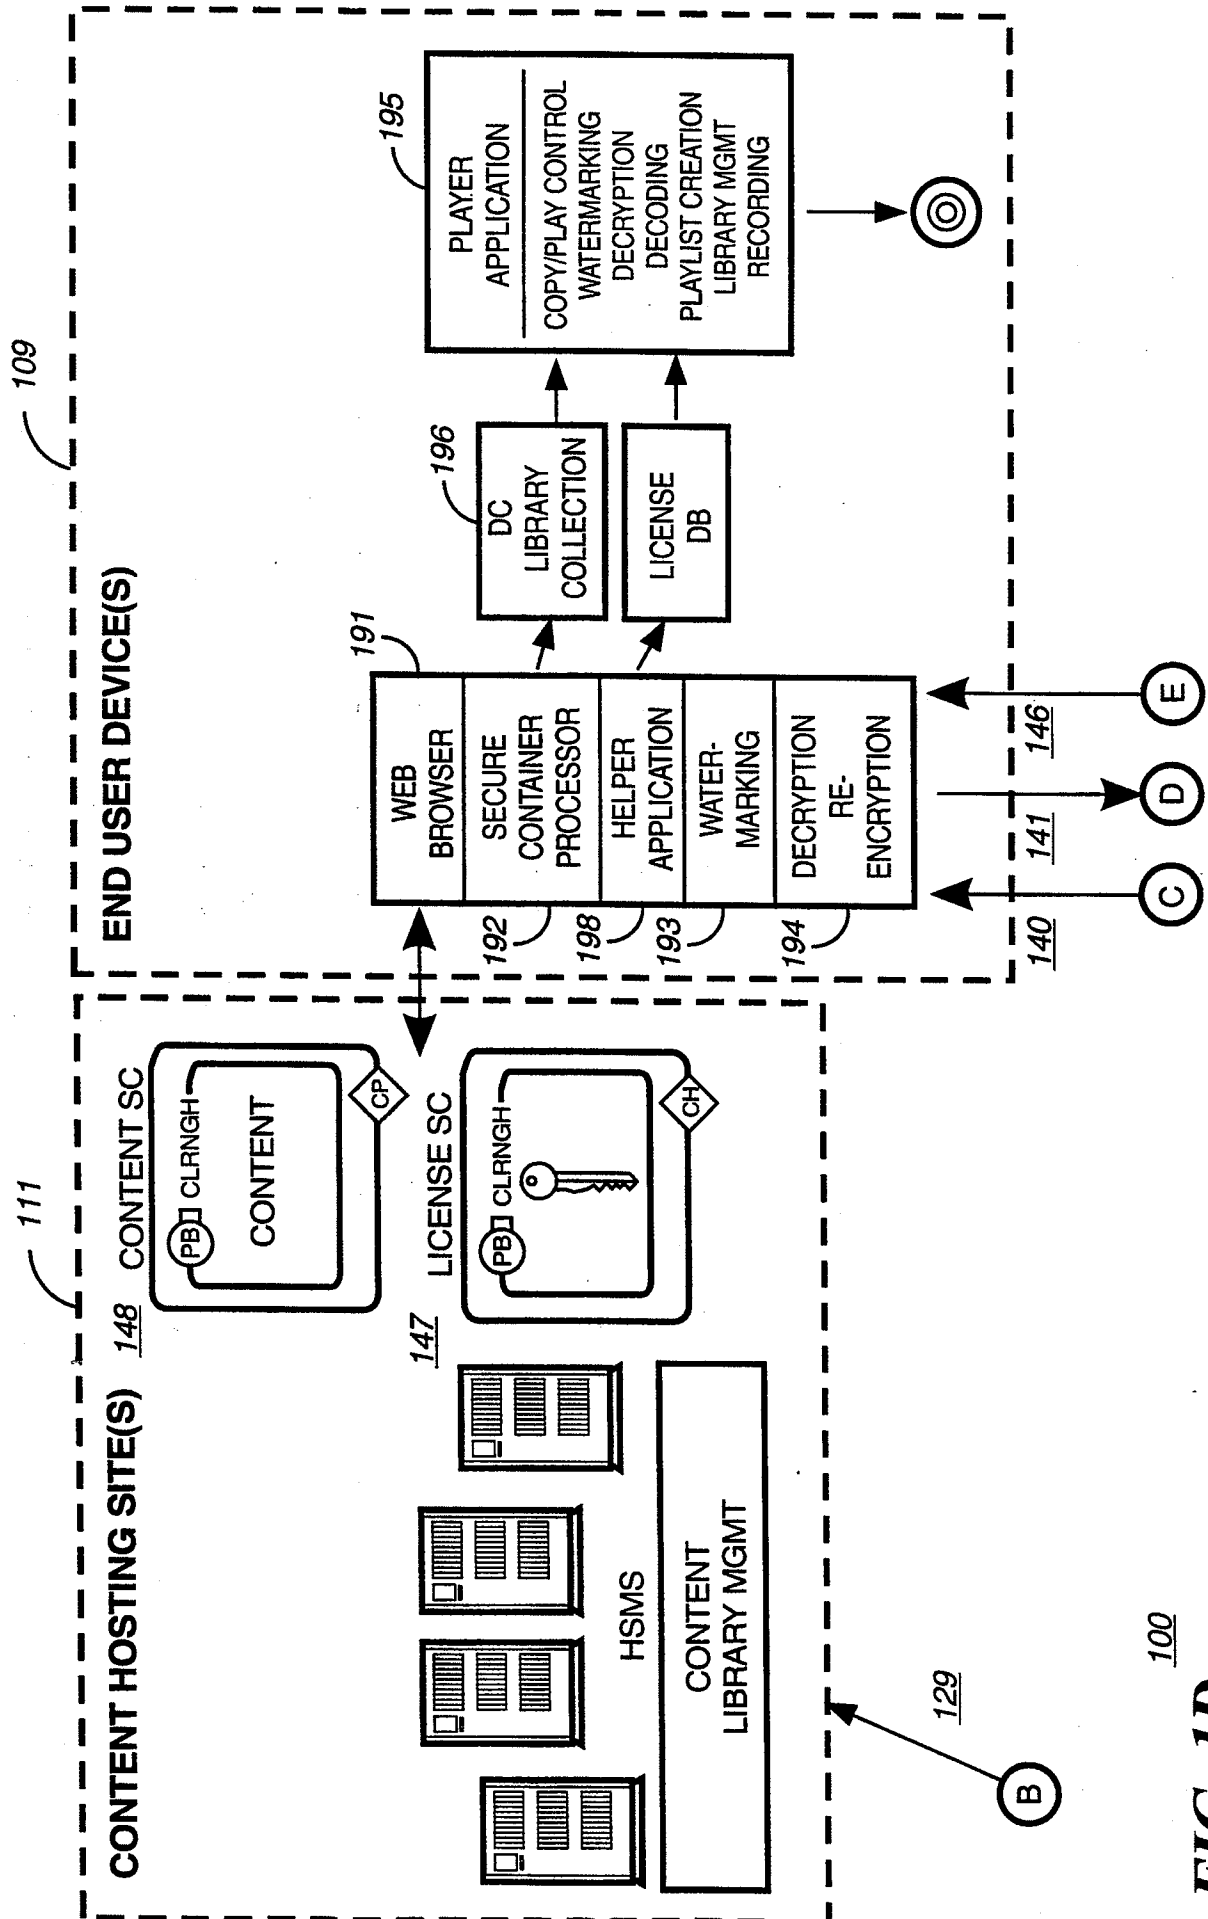 CONTENT HOSTING SITE(S)
111
148
CONTENT SC
PB
CLRNGH
CONTENT
CP
147
LICENSE SC
PB
CLRNGH
CH
HSMS
CONTENT
LIBRARY MGMT
129
B
END USER DEVICE(S)
109
191
WEB
BROWSER
SECURE
CONTAINER
PROCESSOR
192
HELPER
APPLICATION
198
WATER-
MARKING
193
DECRYPTION
RE-
ENCRYPTION
194
196
DC
LIBRARY
COLLECTION
LICENSE
DB
195
PLAYER
APPLICATION
COPY/PLAY CONTROL
WATERMARKING
DECRYPTION
DECODING
PLAYLIST CREATION
LIBRARY MGMT
RECORDING
140
C
141
D
146
E
100
FIG. 1D